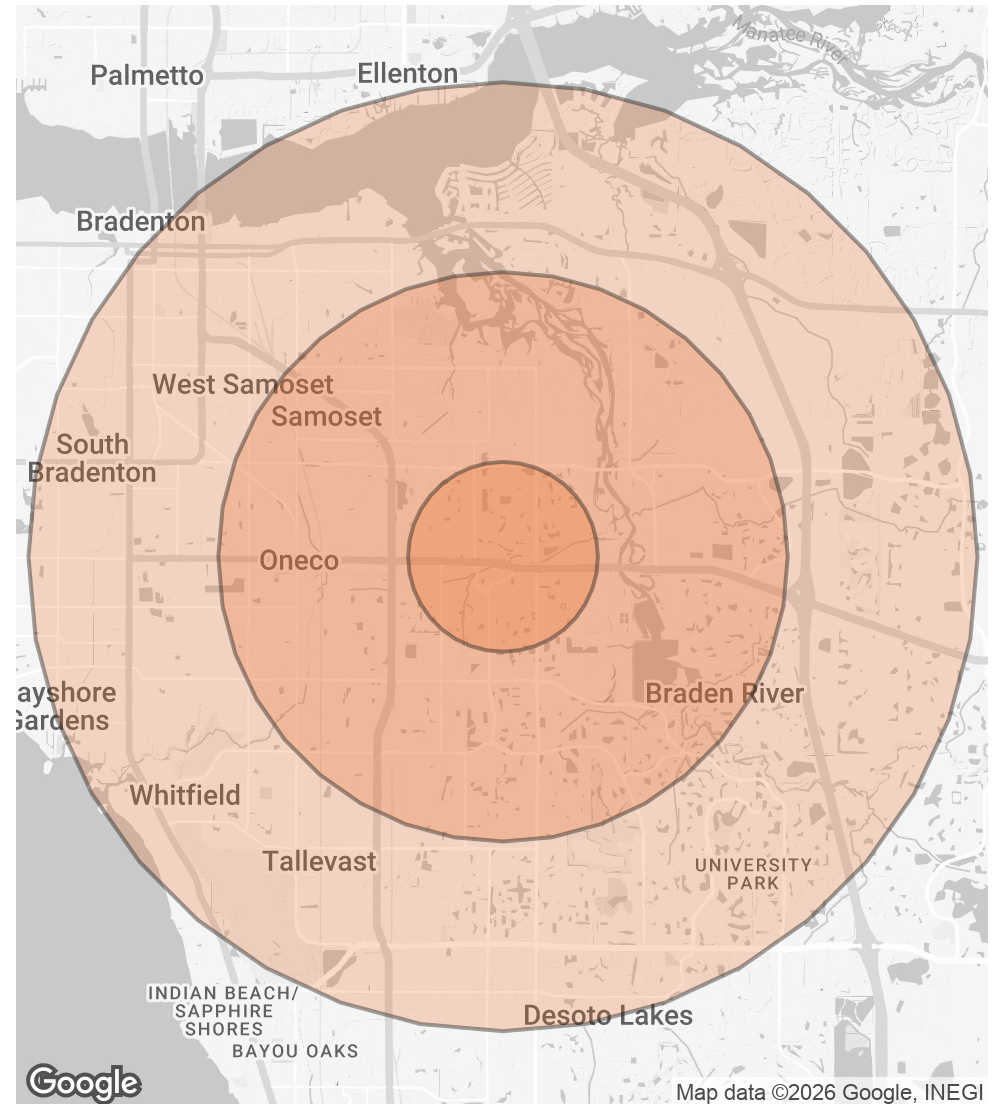 Manatee River
Palmetto
Ellenton
Bradenton
West Samoset
Samoset
South
Bradenton
Oneco
ayshore
Gardens
Braden River
Whitfield
Tallevast
UNIVERSITY
PARK
INDIAN BEACH/
SAPPHIRE
SHORES
Desoto Lakes
BAYOU OAKS
Google
Map data ©2026 Google, INEGI